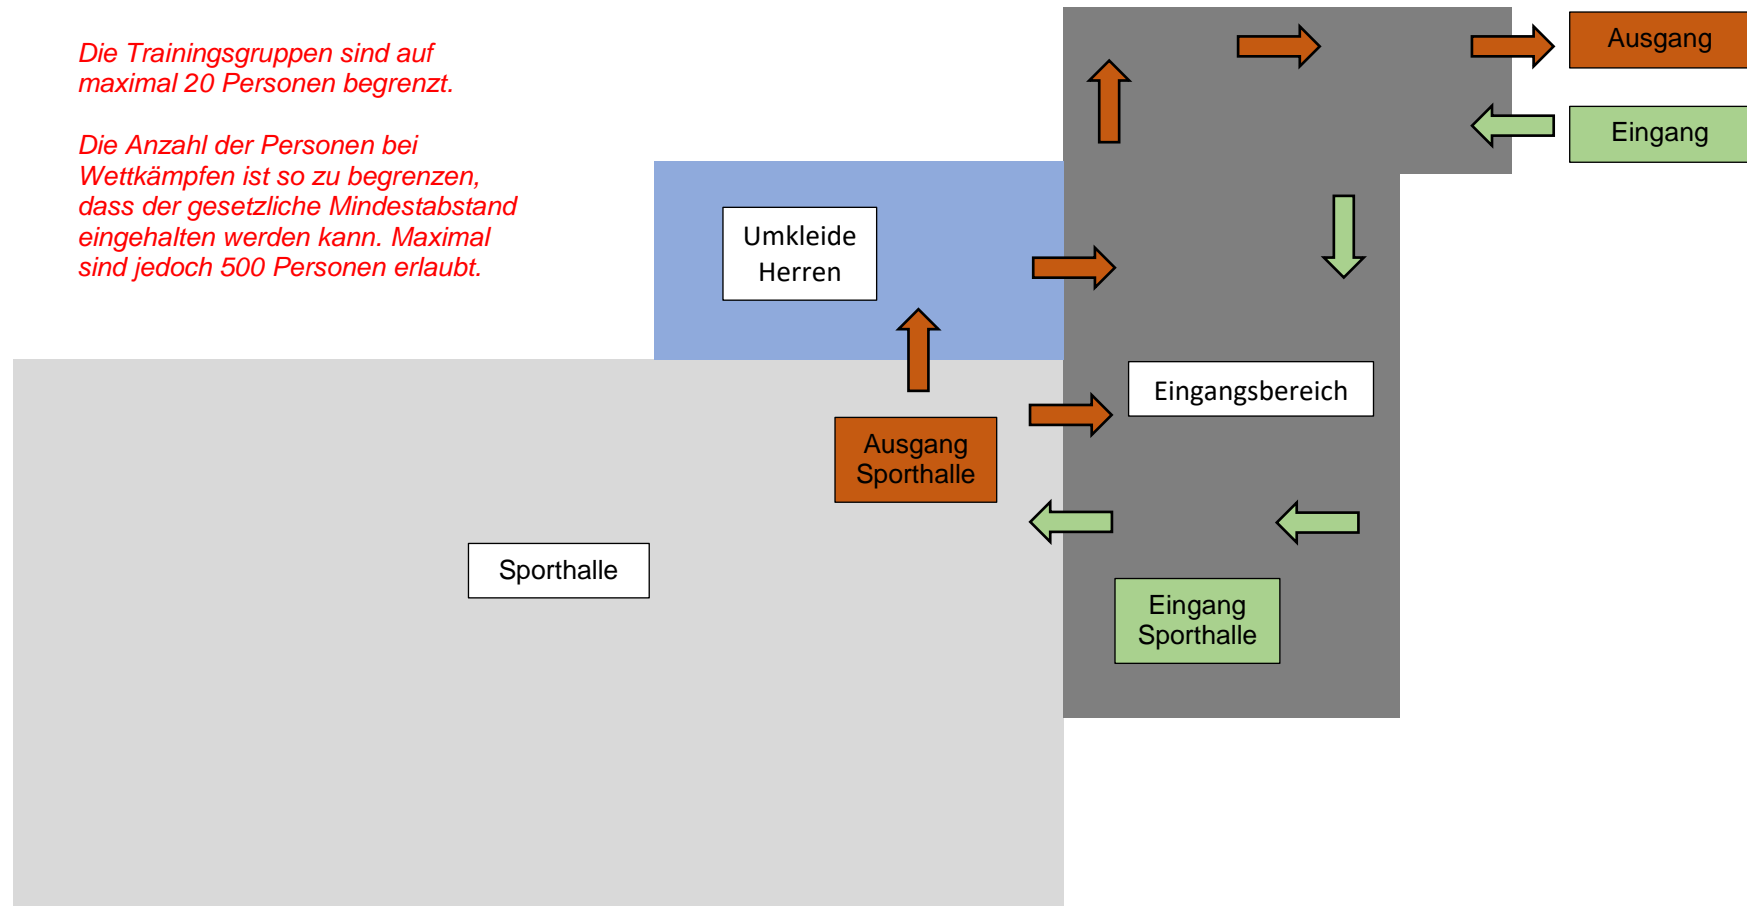 Die Trainingsgruppen sind auf
maximal 20 Personen begrenzt.
Die Anzahl der Personen bei
Wettkämpfen ist so zu begrenzen,
dass der gesetzliche Mindestabstand
eingehalten werden kann. Maximal
sind jedoch 500 Personen erlaubt.
Ausgang
Eingang
Umkleide
Herren
Eingangsbereich
Ausgang
Sporthalle
Sporthalle
Eingang
Sporthalle